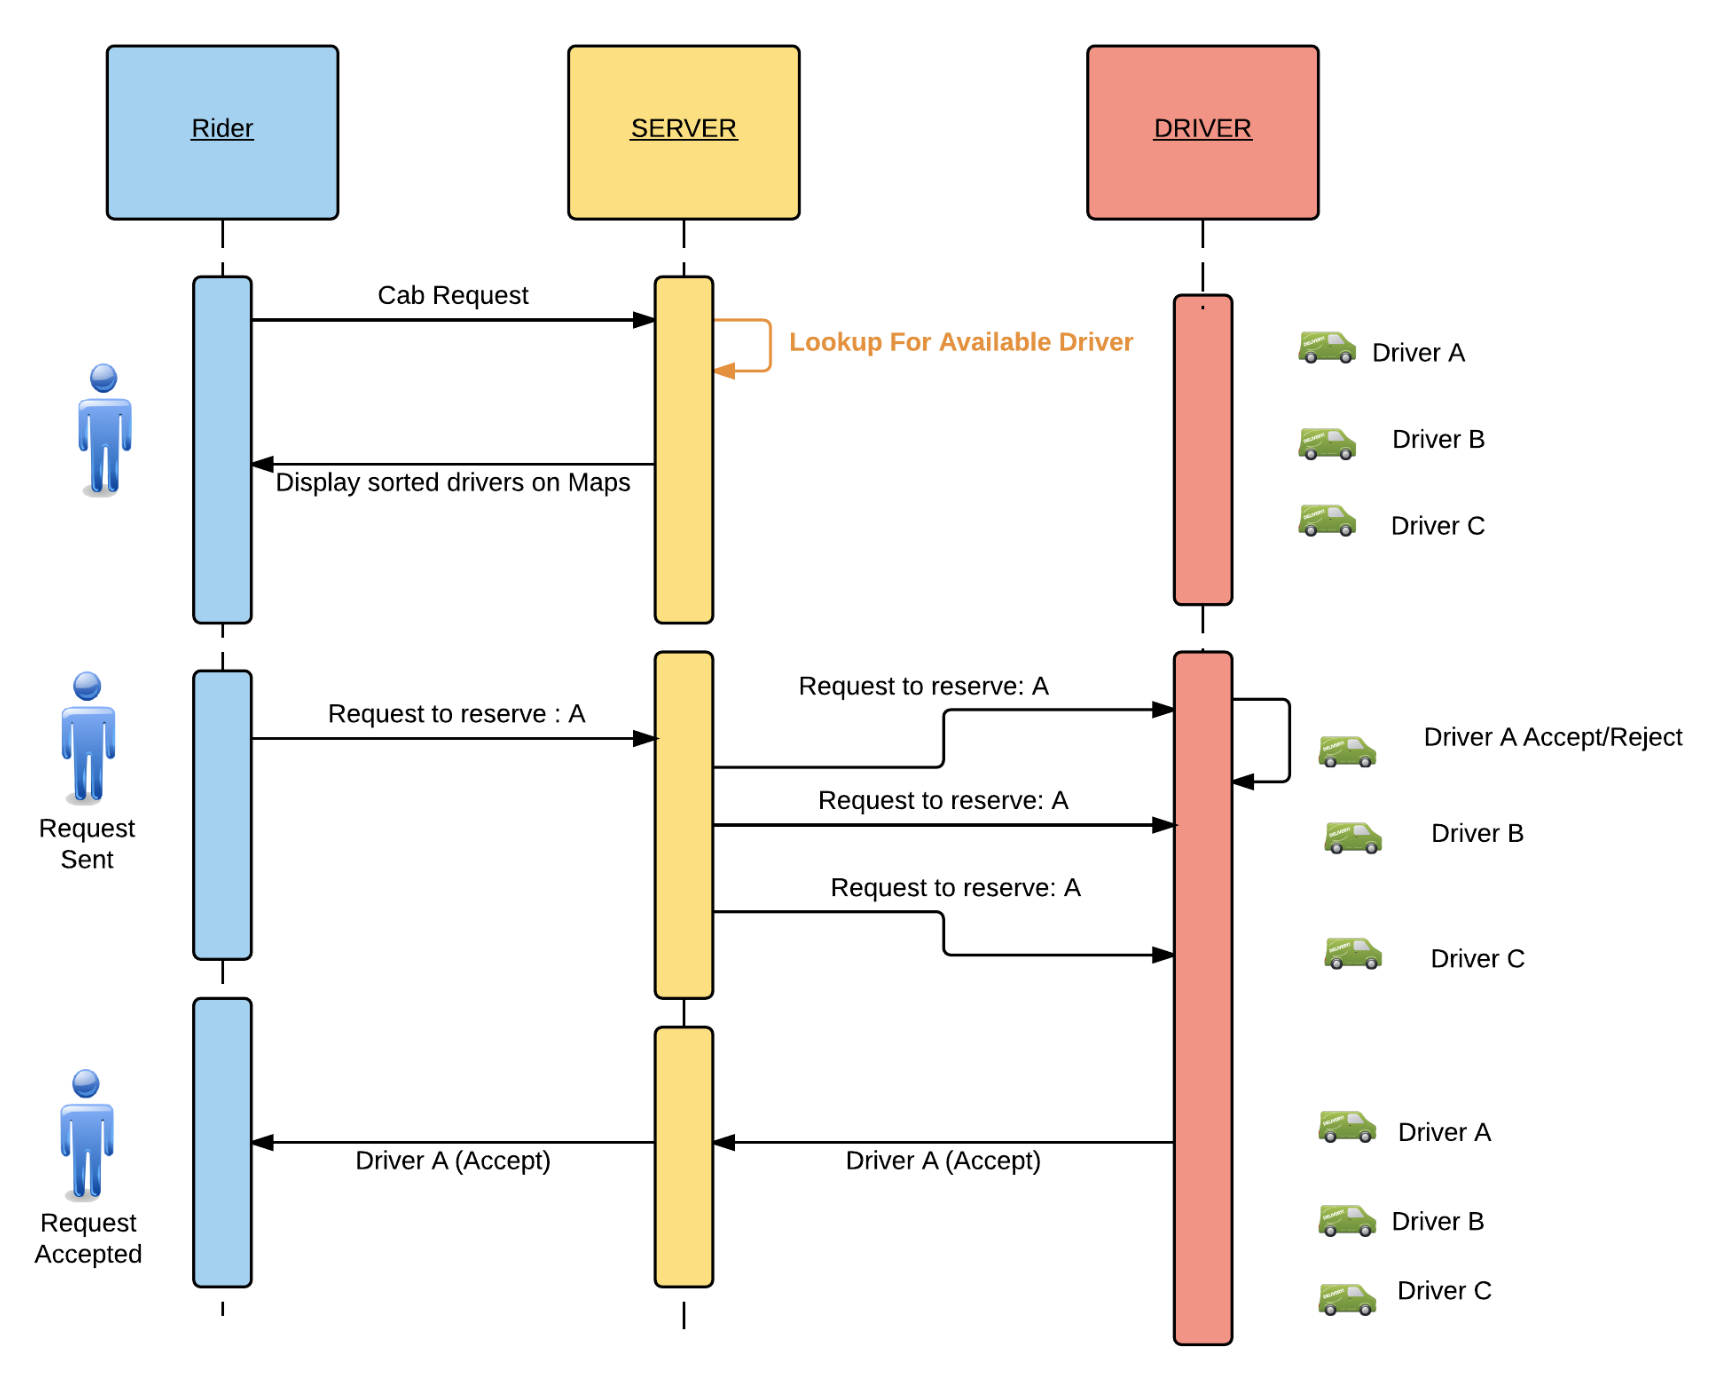 Rider
SERVER
DRIVER
Cab Request
Lookup For Available Driver
Driver A
Driver B
Display sorted drivers on Maps
Driver C
Request to reserve: A
Request to reserve : A
Driver A Accept/Reject
Request to reserve: A
Request
Sent
Driver B
Request to reserve: A
Driver C
Driver A
Driver A (Accept)
Driver A (Accept)
Request
Accepted
Driver B
Driver C